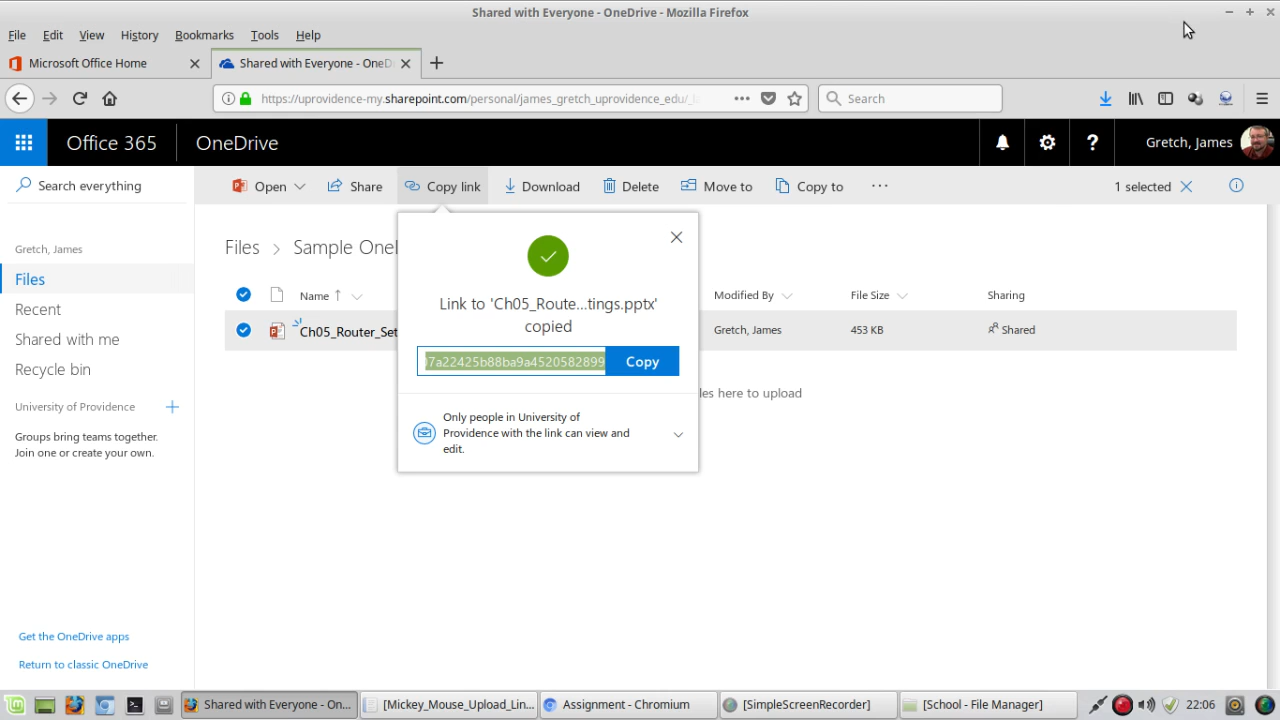 Shared with Everyone - OneDrive - Mozilla Firefox
File Edit View History Bookmarks Tools Help
Microsoft Office Home
Shared with Everyone - OneD
https://uprovidence-my.sharepoint.com/personal/james_gretch_uprovidence_edu/_la
Search
Office 365
OneDrive
Gretch, James
Search everything
Open Share Copy link Download Delete Move to Copy to
1 selected
Gretch, James
Files
Recent
Shared with me
Recycle bin
University of Providence
Groups bring teams together.
Join one or create your own.
Get the OneDrive apps
Return to classic OneDrive
Files > Sample One
Name Modified By File Size Sharing
Ch05_Router_Set Gretch, James 453 KB Shared
les here to upload
Link to 'Ch05_Route...tings.pptx'
copied
7a22425b88ba9a4520582899
Copy
Only people in University of
Providence with the link can view and
edit.
Shared with Everyone - On...
[Mickey_Mouse_Upload_Lin...
Assignment - Chromium
[SimpleScreenRecorder]
[School - File Manager]
22:06